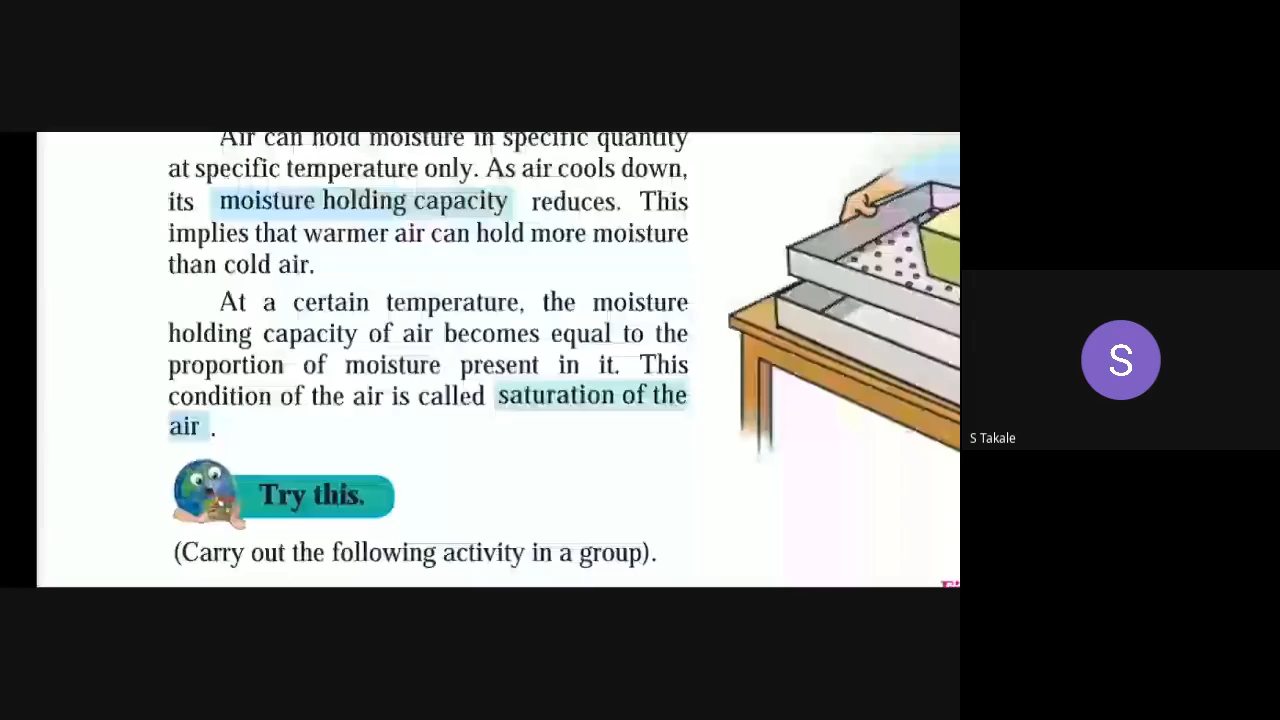 Air can hold moisture in specific quantity
at specific temperature only. As air cools down,
its moisture holding capacity reduces. This
implies that warmer air can hold more moisture
than cold air.
At a certain temperature, the moisture
holding capacity of air becomes equal to the
proportion of moisture present in it. This
condition of the air is called saturation of the
air .
Try this.
(Carry out the following activity in a group).
S
S Takale